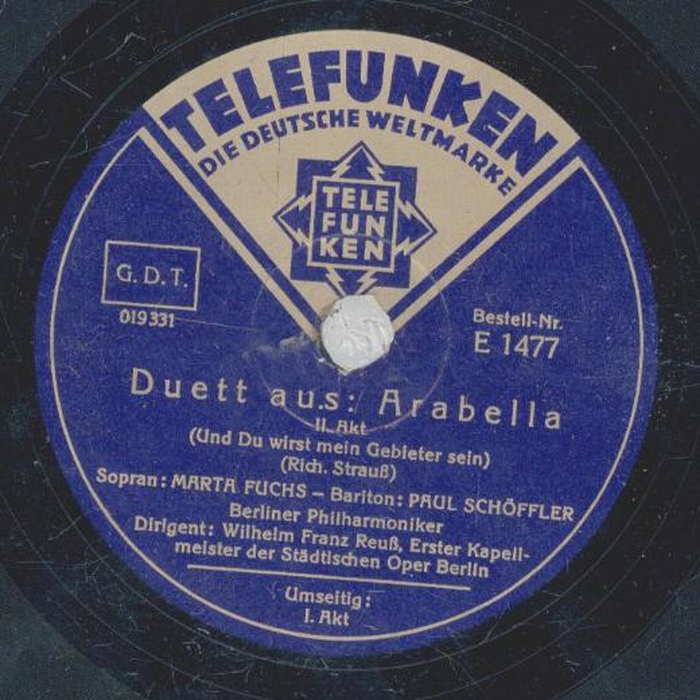 TELEFUNKEN
DIE DEUTSCHE WELTMARKE
TELE
FUN
KEN
G. D. T.
019331
Bestell-Nr.
E 1477
Duett aus: Arabella
II. Akt
(Und Du wirst mein Gebieter sein)
(Rich. Strauß)
Sopran: MARTA FUCHS – Bariton: PAUL SCHÖFFLER
Berliner Philharmoniker
Dirigent: Wilhelm Franz Reuß, Erster Kapell-
meister der Städtischen Oper Berlin
Umseitig:
I. Akt